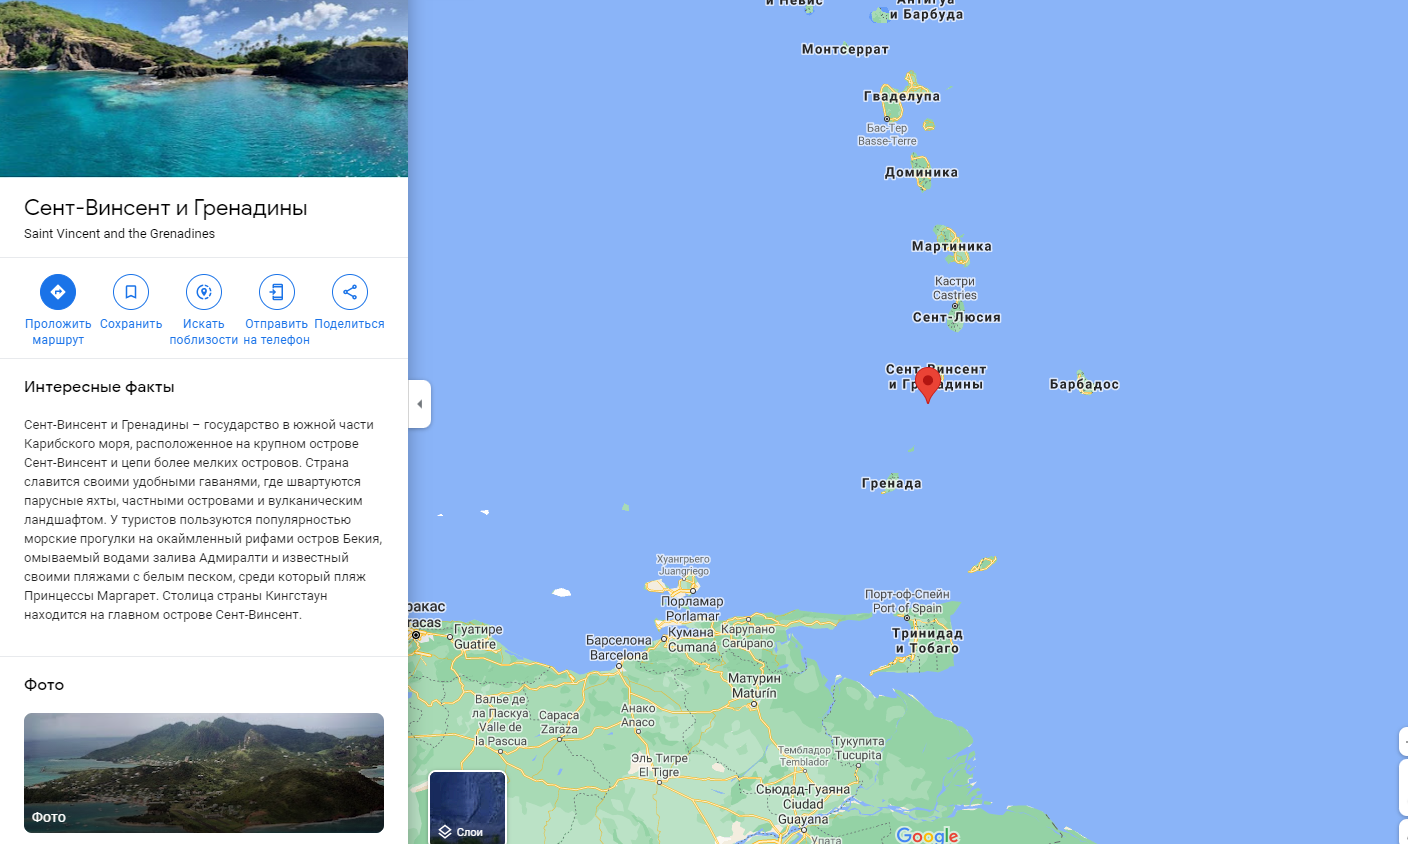 Сент-Винсент и Гренадины
Saint Vincent and the Grenadines
Проложить
маршрут
Сохранить
Искать
поблизости
Отправить
на телефон
Поделиться
Интересные факты
Сент-Винсент и Гренадины – государство в южной части
Карибского моря, расположенное на крупном острове
Сент-Винсент и цепи более мелких островов. Страна
славится своими удобными гаванями, где швартуются
парусные яхты, частными островами и вулканическим
ландшафтом. У туристов пользуются популярностью
морские прогулки на окаймленный рифами остров Бекия,
омываемый водами залива Адмиралти и известный
своими пляжами с белым песком, среди который пляж
Принцессы Маргарет. Столица страны Кингстаун
находится на главном острове Сент-Винсент.
Фото
Фото
и Невис
Антигуа
и Барбуда
Монтсеррат
Гваделупа
Бас-Тер
Basse-Terre
Доминика
Мартиника
Кастри
Castries
Сент-Люсия
Сент-Винсент
и Гренадины
Барбадос
Гренада
Хуангрьего
Juangriego
Порламар
Porlamar
Порт-оф-Спейн
Port of Spain
Тринидад
и Тобаго
ракас
racas
Гуатире
Guatire
Барселона
Barcelona
Кумана
Cumaná
Карупано
Carúpano
Матурин
Maturín
Валье де
ла Паскуа
Valle de
la Pascua
Сараса
Zaraza
Анако
Anaco
Эль Тигре
El Tigre
Тембладор
Temblador
Тукупита
Tucupita
Сьюдад-Гуаяна
Ciudad
Guayana
Упата
Слои
Google